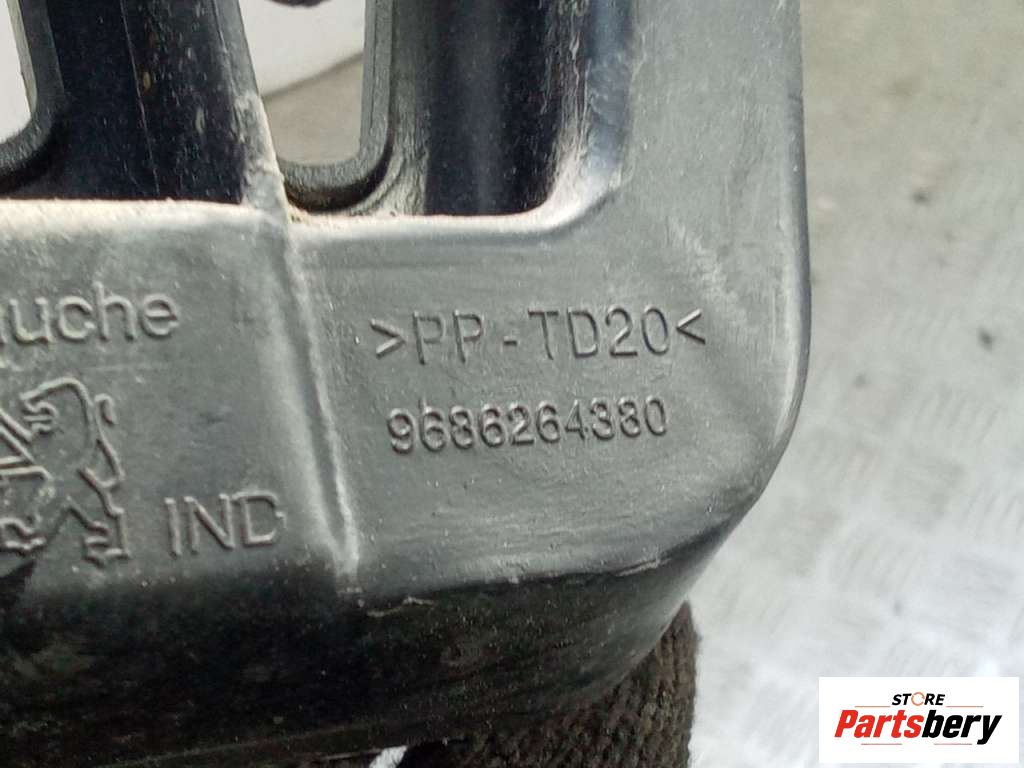 uche
>PP-TD20<
9686264380
IND
STORE
Partsbery